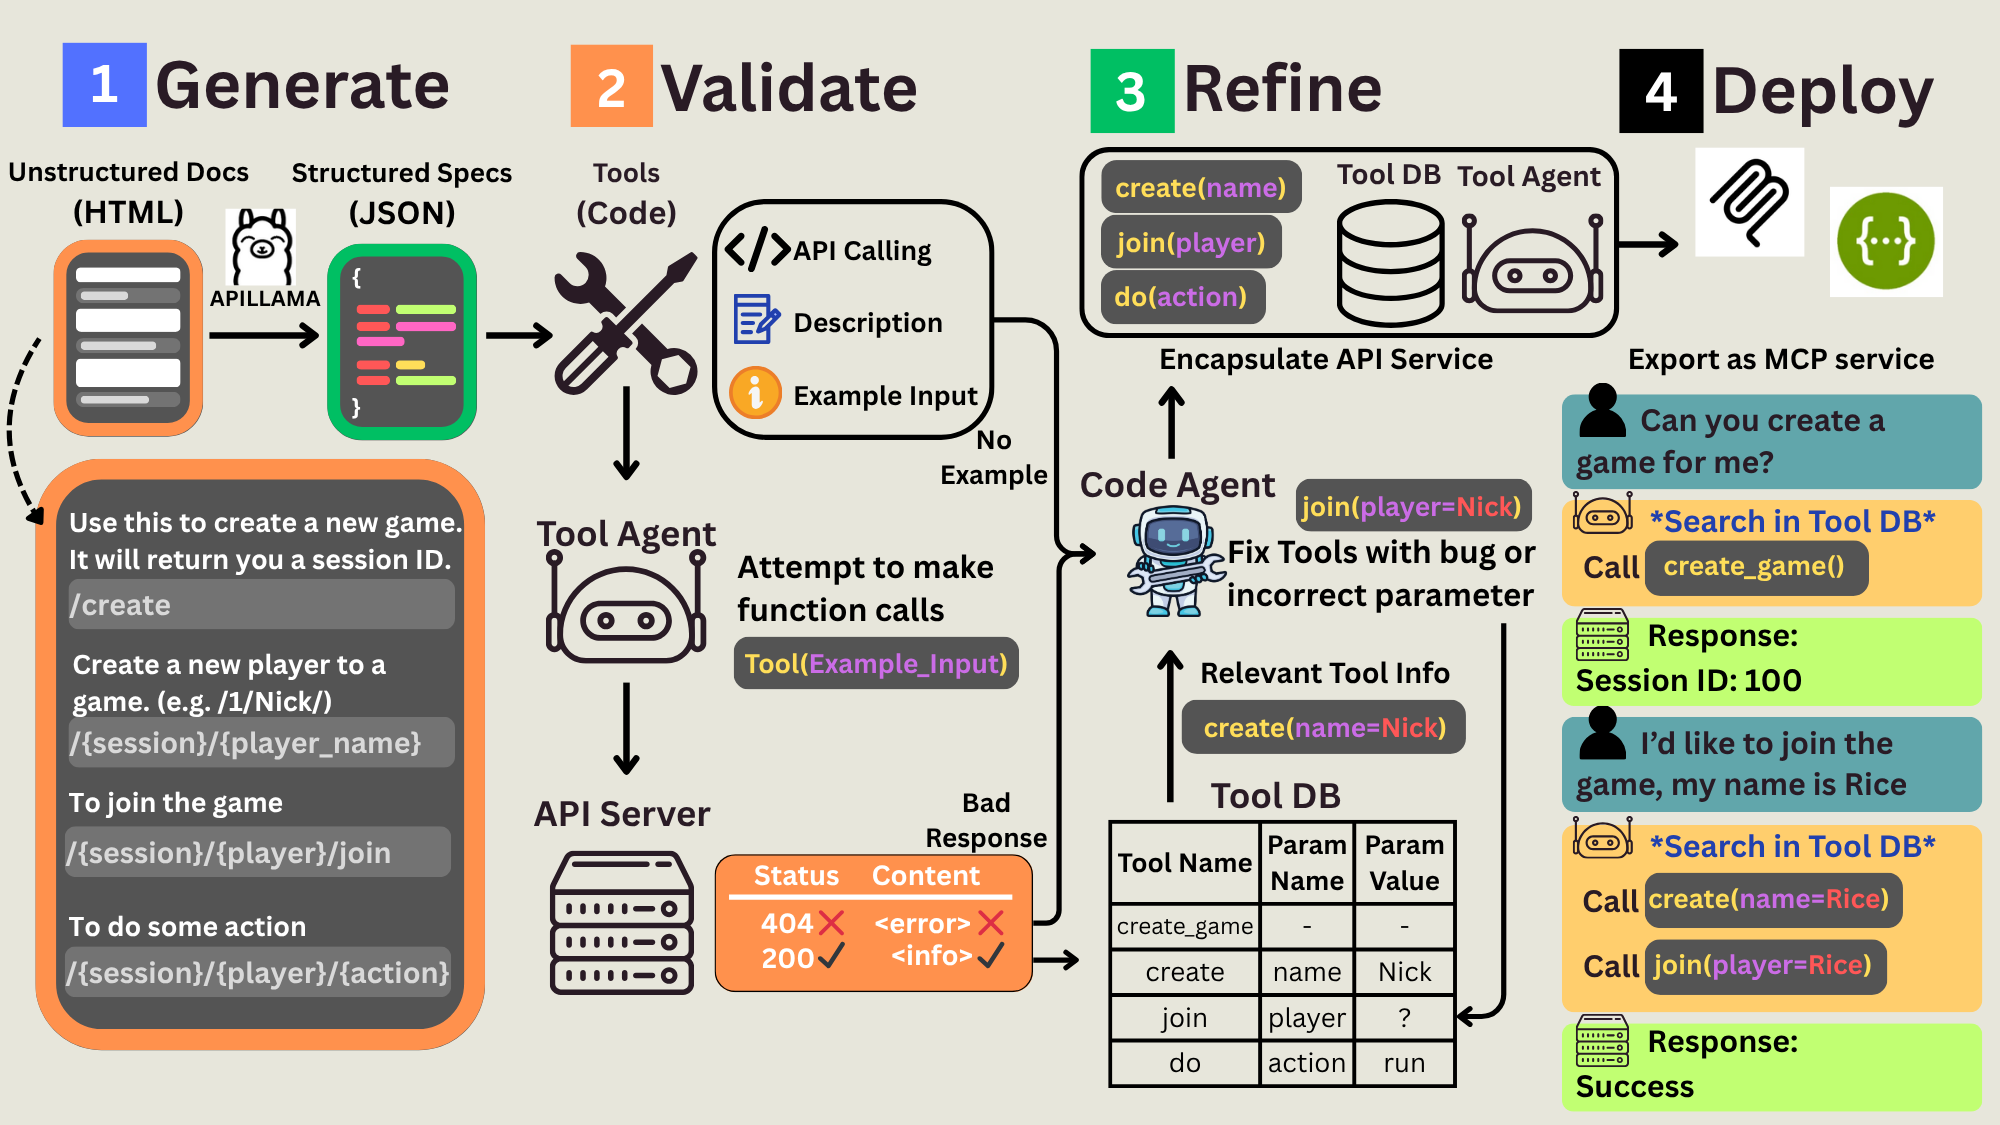 1 Generate
Unstructured Docs
(HTML)
APILLAMA
Structured Specs
(JSON)
{
}
Use this to create a new game.
It will return you a session ID.
/create
Create a new player to a
game. (e.g. /1/Nick/)
/{session}/{player_name}
To join the game
/{session}/{player}/join
To do some action
/{session}/{player}/{action}
2 Validate
Tools
(Code)
</> API Calling
Description
i Example Input
No
Example
Tool Agent
Attempt to make
function calls
Tool(Example_Input)
API Server
Bad
Response
Status Content
404 <error>
200 <info>
3 Refine
create(name)
join(player)
do(action)
Tool DB
Tool Agent
Encapsulate API Service
Code Agent
join(player=Nick)
Fix Tools with bug or
incorrect parameter
Relevant Tool Info
create(name=Nick)
Tool DB
Tool Name Param Name Param Value
create_game - -
create name Nick
join player ?
do action run
4 Deploy
{...}
Export as MCP service
Can you create a
game for me?
*Search in Tool DB*
Call create_game()
Response:
Session ID: 100
I'd like to join the
game, my name is Rice
*Search in Tool DB*
Call create(name=Rice)
Call join(player=Rice)
Response:
Success